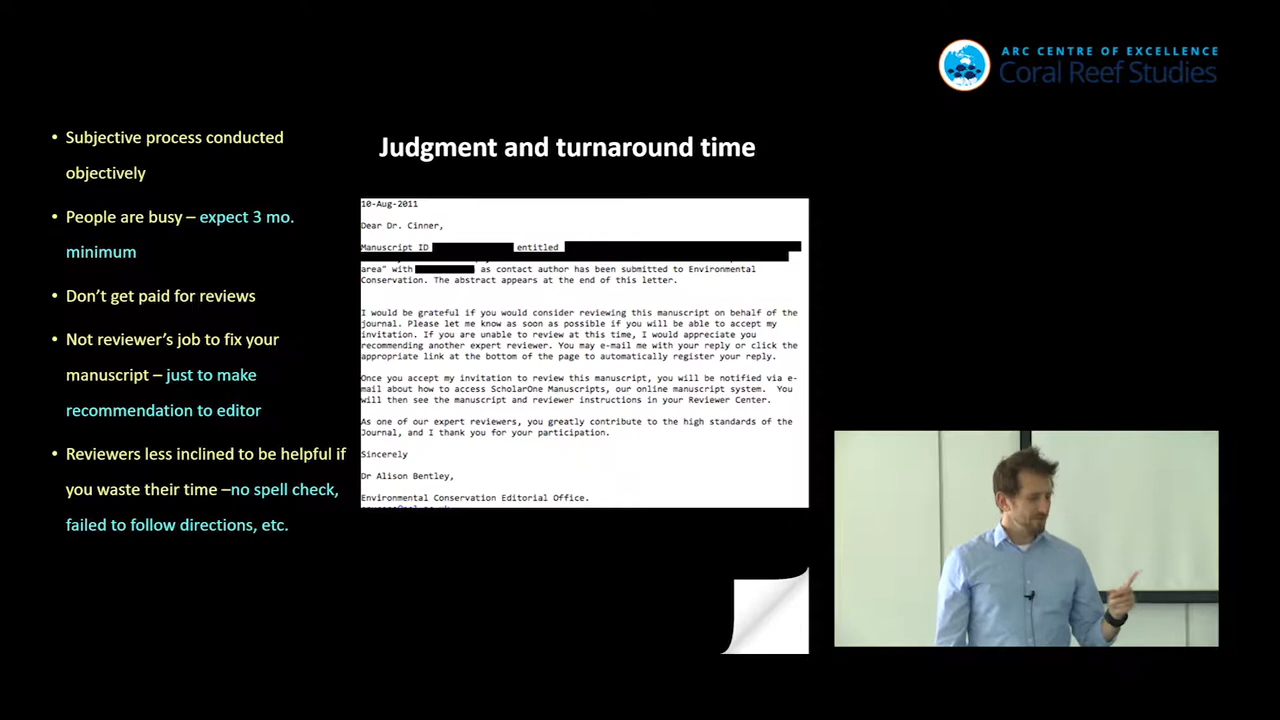 ARC CENTRE OF EXCELLENCE
Coral Reef Studies
Judgment and turnaround time
• Subjective process conducted
objectively
• People are busy – expect 3 mo.
minimum
• Don’t get paid for reviews
• Not reviewer’s job to fix your
manuscript – just to make
recommendation to editor
• Reviewers less inclined to be helpful if
you waste their time –no spell check,
failed to follow directions, etc.
10-Aug-2011
Dear Dr. Cinner,
Manuscript ID entitled
area" with as contact author has been submitted to Environmental
Conservation. The abstract appears at the end of this letter.
I would be grateful if you would consider reviewing this manuscript on behalf of the
journal. Please let me know as soon as possible if you will be able to accept my
invitation. If you are unable to review at this time, I would appreciate you
recommending another expert reviewer. You may e-mail me with your reply or click the
appropriate link at the bottom of the page to automatically register your reply.
Once you accept my invitation to review this manuscript, you will be notified via e-
mail about how to access ScholarOne Manuscripts, our online manuscript system. You
will then see the manuscript and reviewer instructions in your Reviewer Center.
As one of our expert reviewers, you greatly contribute to the high standards of the
Journal, and I thank you for your participation.
Sincerely
Dr Alison Bentley,
Environmental Conservation Editorial Office.